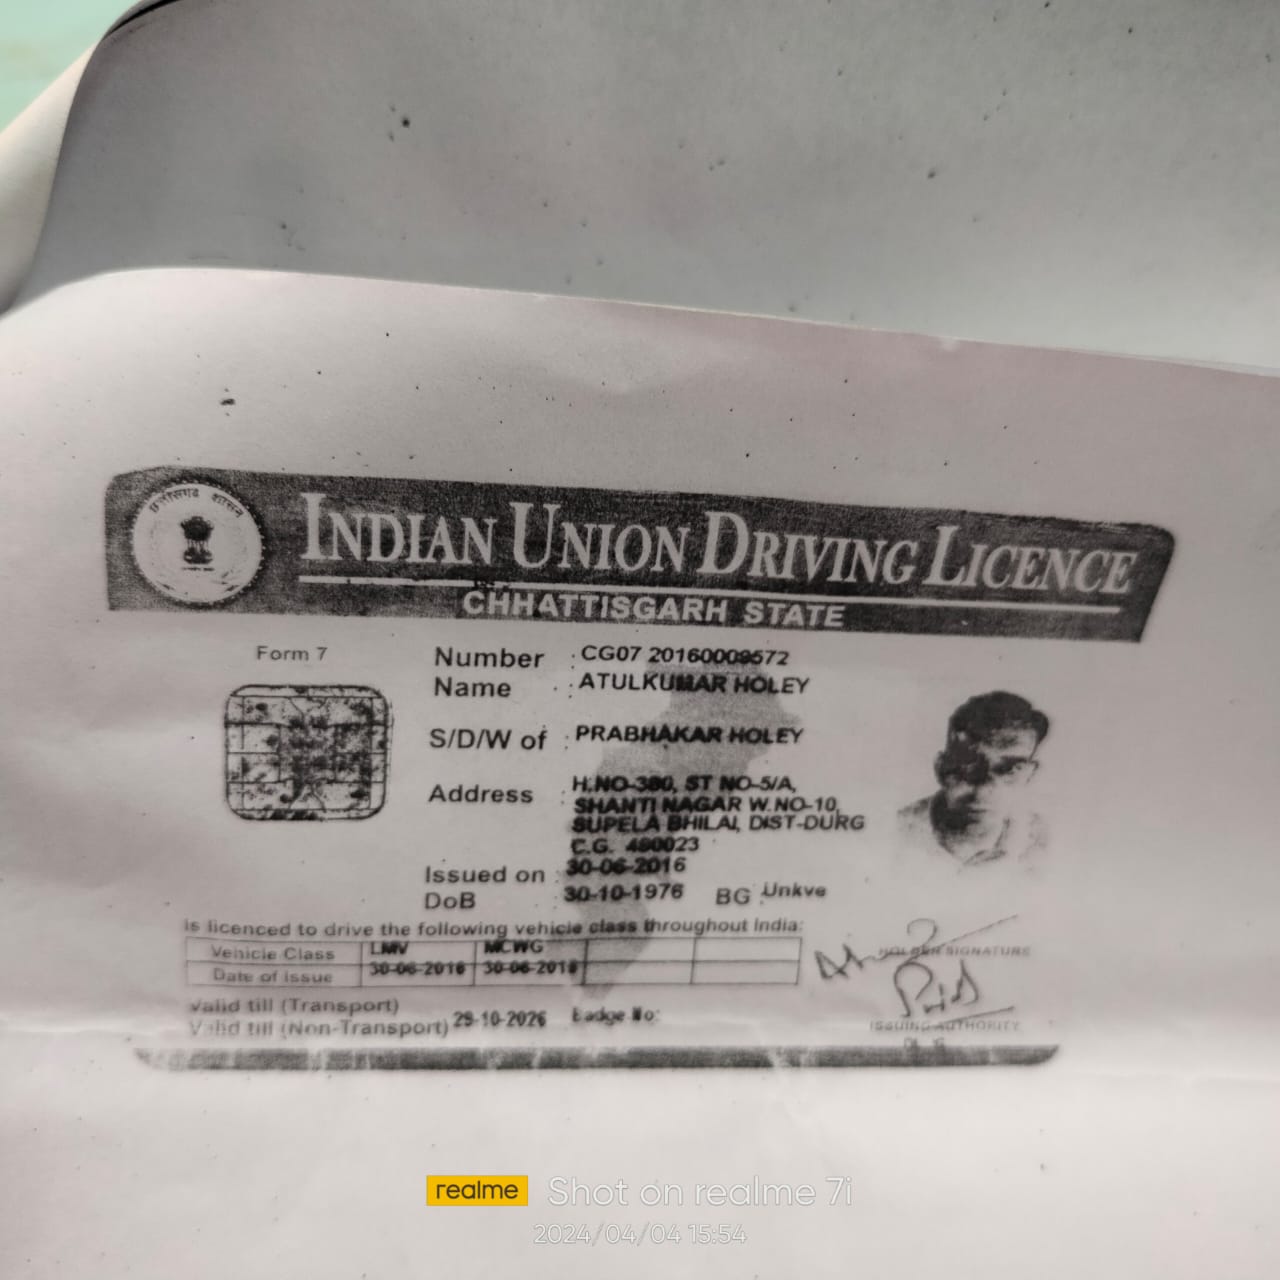 छत्तीसगढ़ शासन
INDIAN UNION DRIVING LICENCE
CHHATTISGARH STATE
Form 7
Number : CG07 20160009572
Name : ATULKUMAR HOLEY
S/D/W of : PRABHAKAR HOLEY
Address : H.NO-380, ST NO-5/A,
SHANTI NAGAR W.NO-10,
SUPELA BHILAI, DIST-DURG
C.G. 490023
Issued on : 30-06-2016
DoB : 30-10-1976 BG : Unkve
Is licenced to drive the following vehicle class throughout India:
Vehicle Class LMV MCWG
Date of Issue 30-06-2016 30-06-2016
HOLDER SIGNATURE
Valid till (Transport)
Valid till (Non-Transport) 29-10-2026 Badge No:
ISSUING AUTHORITY
realme Shot on realme 7i
2024/04/04 15:54